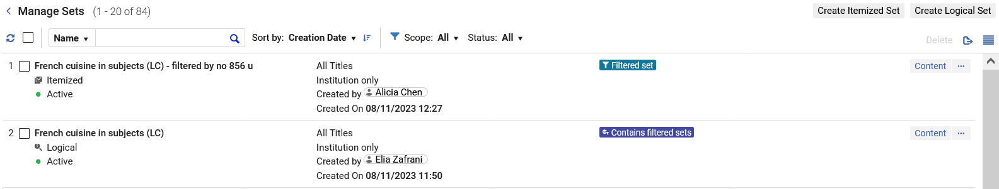 Manage Sets (1 - 20 of 84) Create Itemized Set Create Logical Set
Name Sort by: Creation Date Scope: All Status: All Delete
1 French cuisine in subjects (LC) - filtered by no 856 u All Titles Filtered set Content ...
Itemized Institution only
Active Created by Alicia Chen
Created On 08/11/2023 12:27
2 French cuisine in subjects (LC) All Titles Contains filtered sets Content ...
Logical Institution only
Active Created by Elia Zafrani
Created On 08/11/2023 11:50